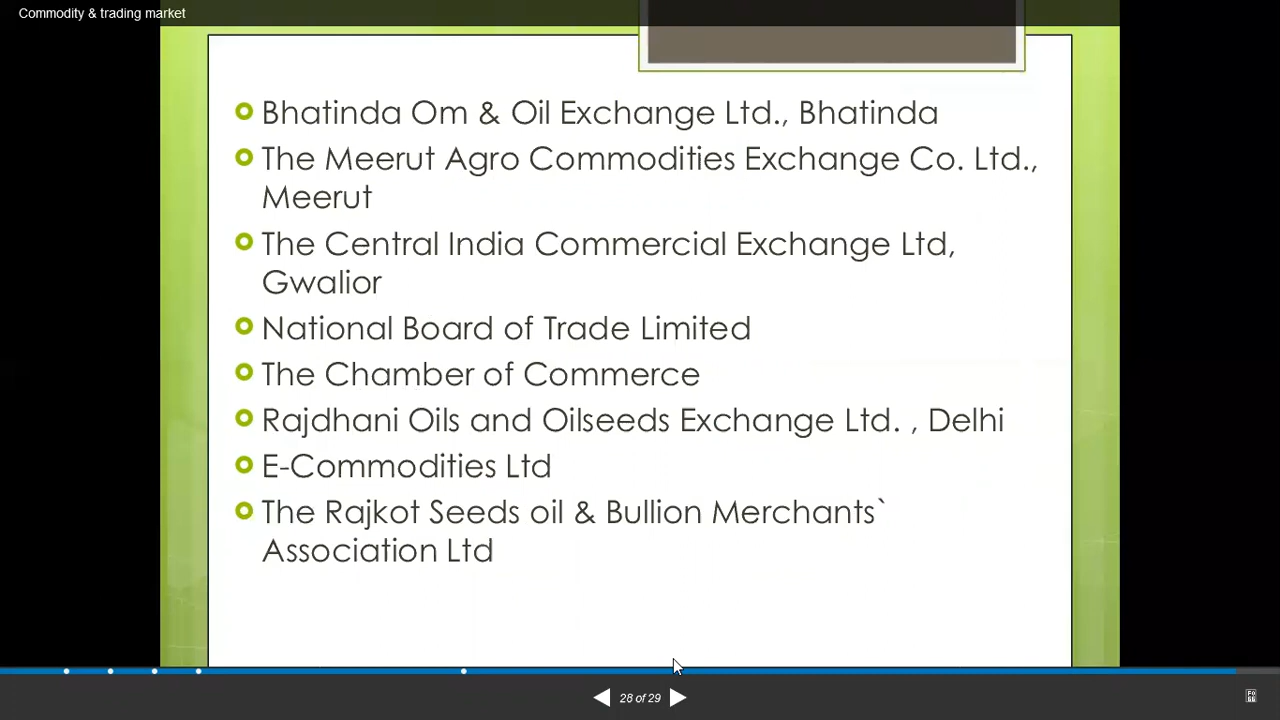 Commodity & trading market
Bhatinda Om & Oil Exchange Ltd., Bhatinda
The Meerut Agro Commodities Exchange Co. Ltd.,
Meerut
The Central India Commercial Exchange Ltd,
Gwalior
National Board of Trade Limited
The Chamber of Commerce
Rajdhani Oils and Oilseeds Exchange Ltd. , Delhi
E-Commodities Ltd
The Rajkot Seeds oil & Bullion Merchants`
Association Ltd
28 of 29